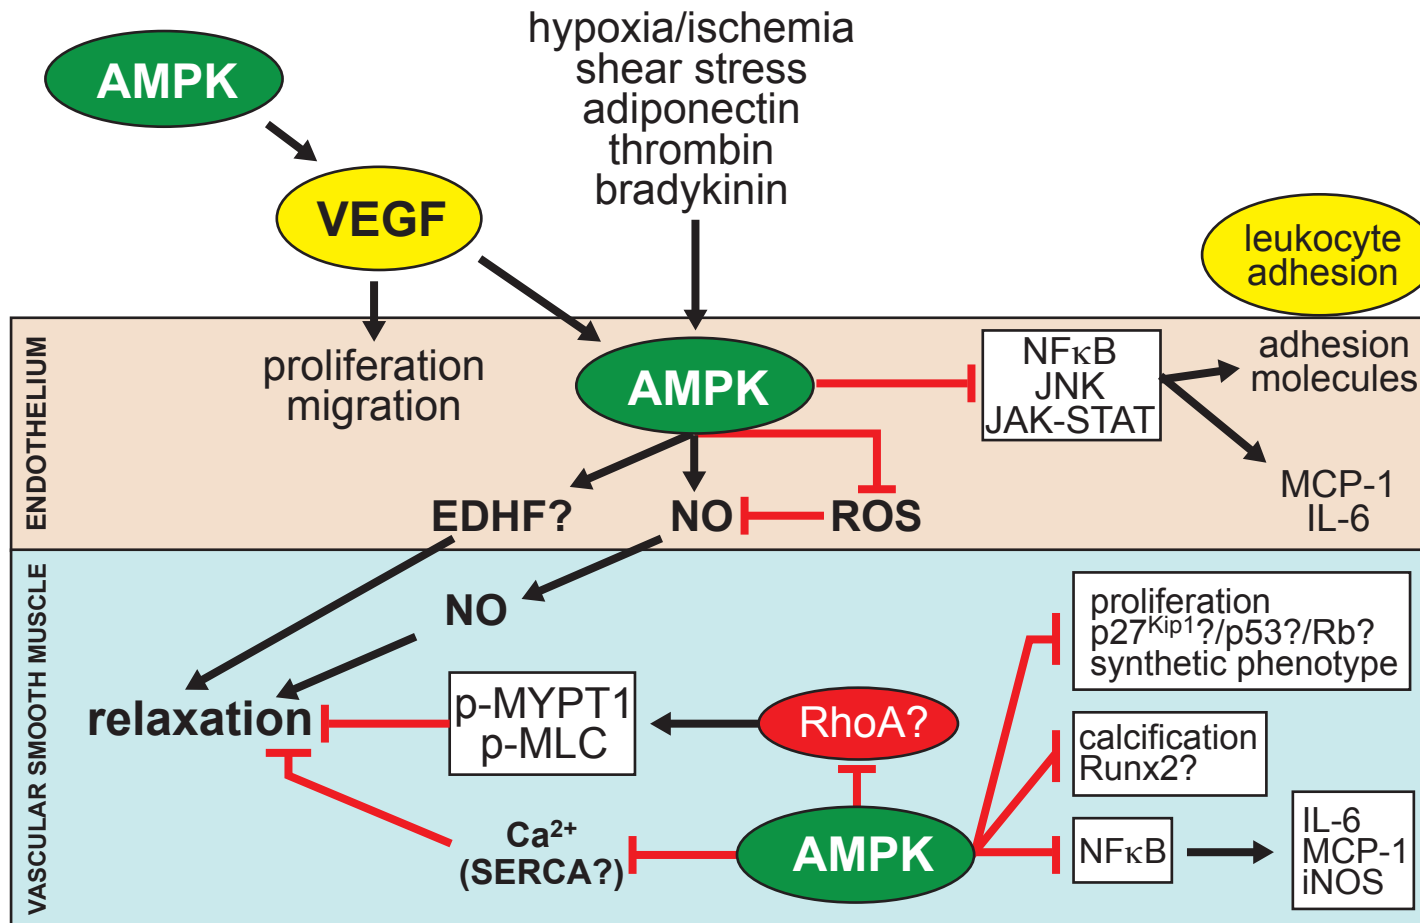 AMPK
hypoxia/ischemia
shear stress
adiponectin
thrombin
bradykinin
VEGF
leukocyte
adhesion
ENDOTHELIUM
proliferation
migration
AMPK
NFκB
JNK
JAK-STAT
adhesion
molecules
MCP-1
IL-6
EDHF?
NO
ROS
VASCULAR SMOOTH MUSCLE
NO
relaxation
p-MYPT1
p-MLC
RhoA?
proliferation
p27Kip1?/p53?/Rb?
synthetic phenotype
calcification
Runx2?
Ca2+
(SERCA?)
AMPK
NFκB
IL-6
MCP-1
iNOS